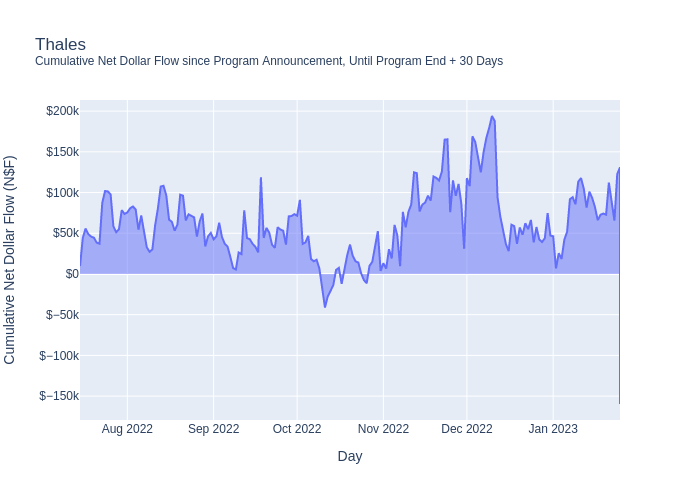 Thales
Cumulative Net Dollar Flow since Program Announcement, Until Program End + 30 Days
Cumulative Net Dollar Flow (N$F)
$200k
$150k
$100k
$50k
$0
$−50k
$−100k
$−150k
Aug 2022
Sep 2022
Oct 2022
Nov 2022
Dec 2022
Jan 2023
Day